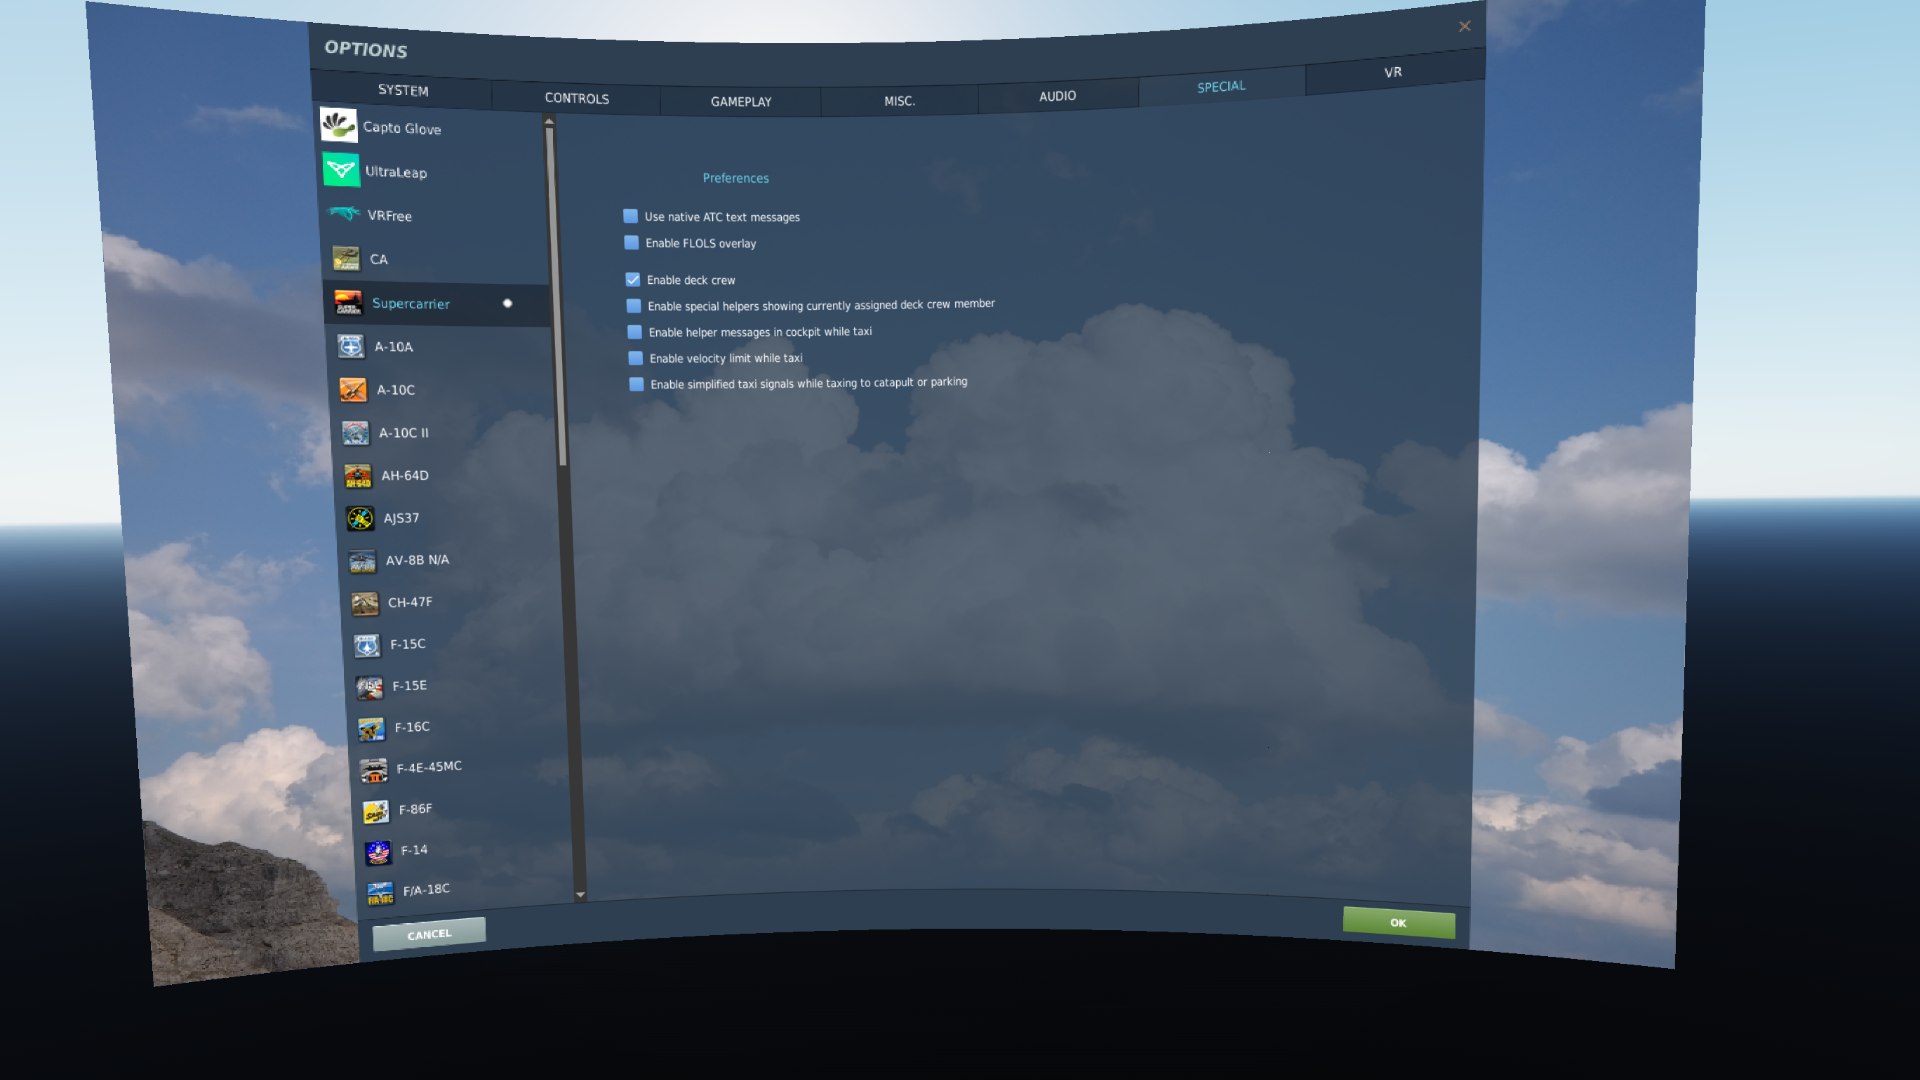 OPTIONS
SYSTEM
CONTROLS
GAMEPLAY
MISC.
AUDIO
SPECIAL
VR
Capto Glove
UltraLeap
VRFree
CA
Supercarrier
A-10A
A-10C
A-10C II
AH-64D
AJS37
AV-8B N/A
CH-47F
F-15C
F-15E
F-16C
F-4E-45MC
F-86F
F-14
F/A-18C
Preferences
Use native ATC text messages
Enable FLOLS overlay
Enable deck crew
Enable special helpers showing currently assigned deck crew member
Enable helper messages in cockpit while taxi
Enable velocity limit while taxi
Enable simplified taxi signals while taxing to catapult or parking
CANCEL
OK